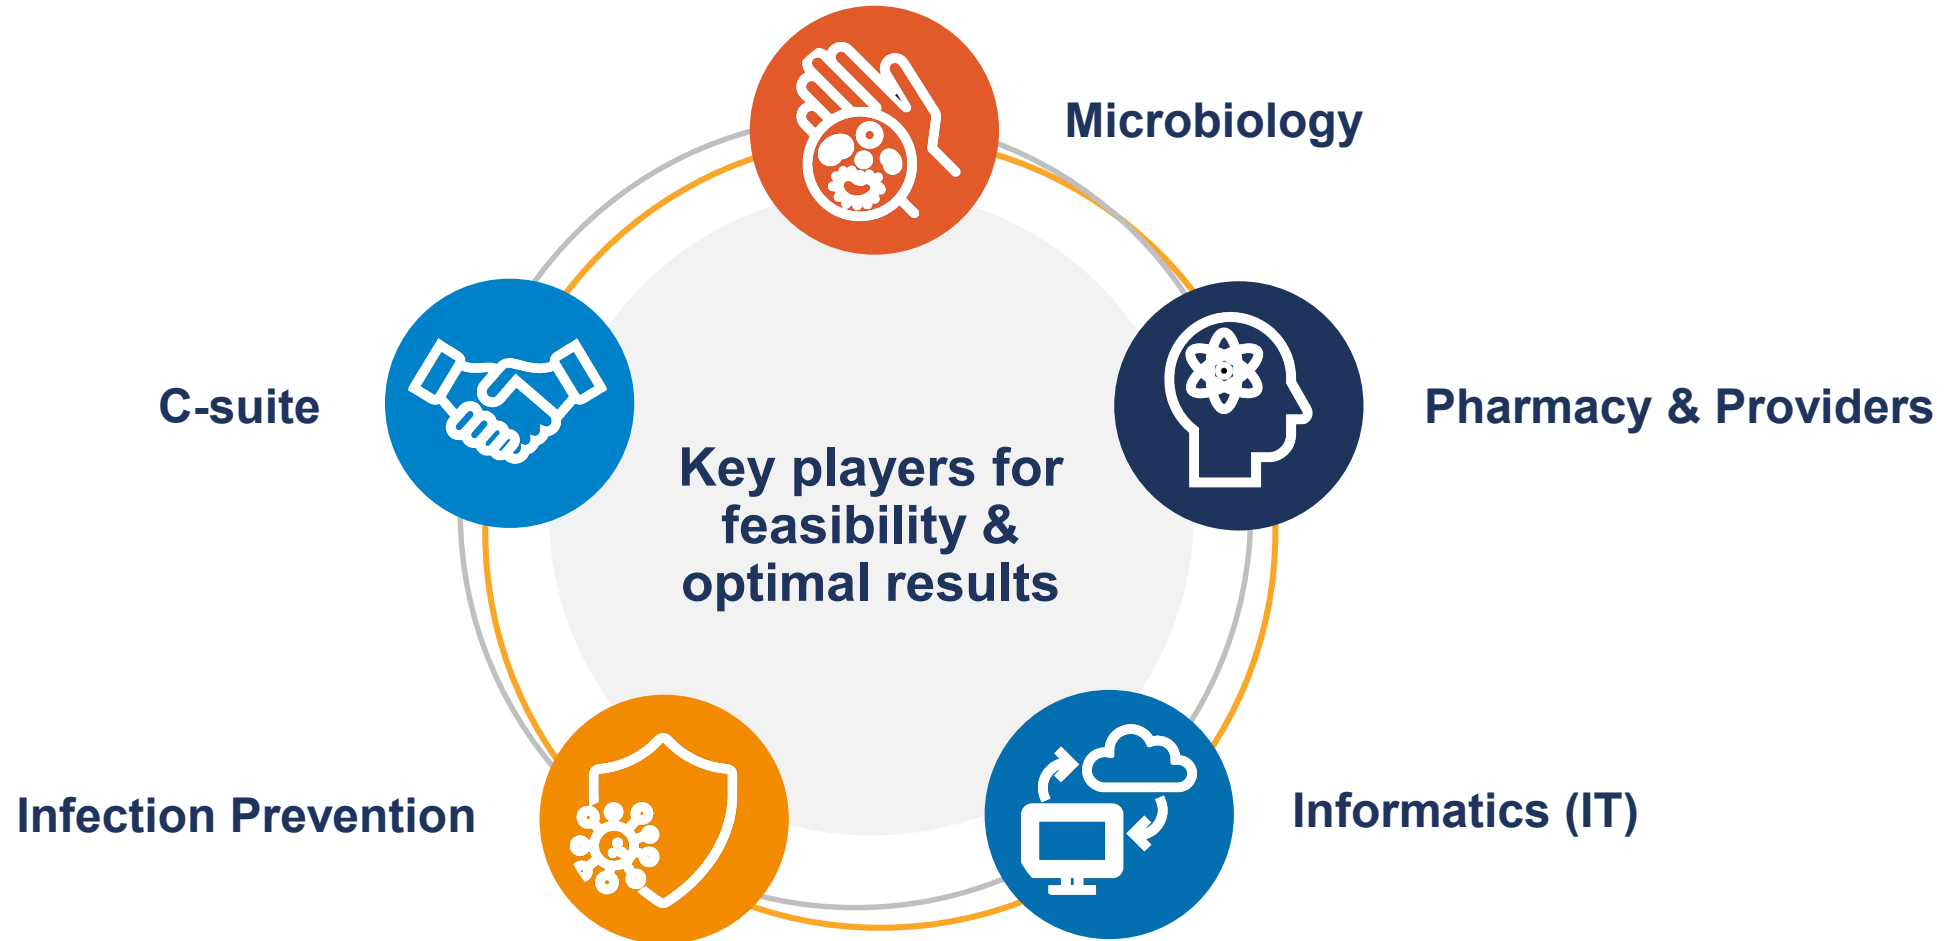 Microbiology
C-suite
Pharmacy & Providers
Key players for
feasibility &
optimal results
Infection Prevention
Informatics (IT)